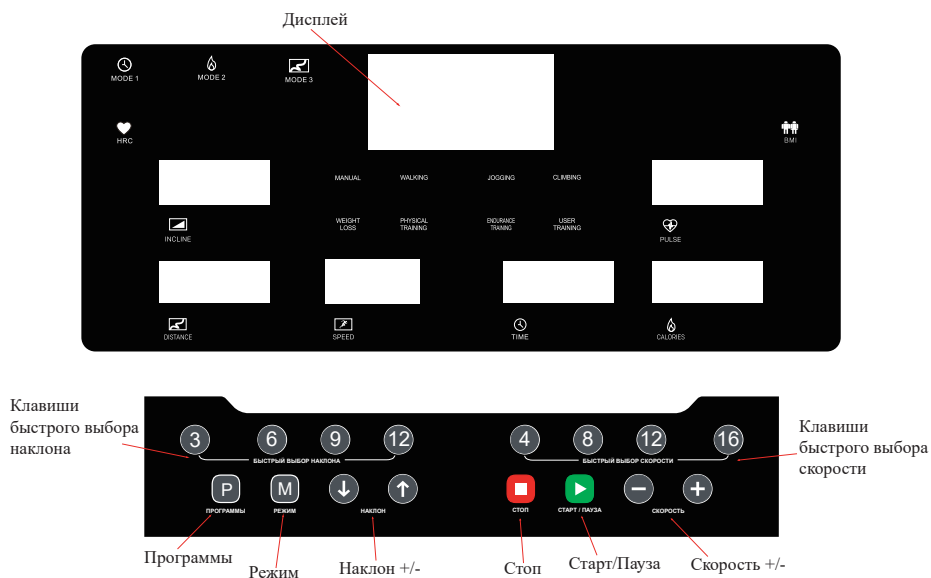 Дисплей
MODE 1
MODE 2
MODE 3
HRC
BMI
MANUAL
WALKING
JOGGING
CLIMBING
WEIGHT
LOSS
PHYSICAL
TRAINING
ENDURANCE
TRAINING
USER
TRAINING
INCLINE
PULSE
DISTANCE
SPEED
TIME
CALORIES
Клавиши
быстрого выбора
наклона
3
6
9
12
БЫСТРЫЙ ВЫБОР НАКЛОНА
4
8
12
16
БЫСТРЫЙ ВЫБОР СКОРОСТИ
Клавиши
быстрого выбора
скорости
P
M
ПРОГРАММЫ
РЕЖИМ
НАКЛОН
СТОП
СТАРТ / ПАУЗА
СКОРОСТЬ
Программы
Режим
Наклон +/-
Стоп
Старт/Пауза
Скорость +/-